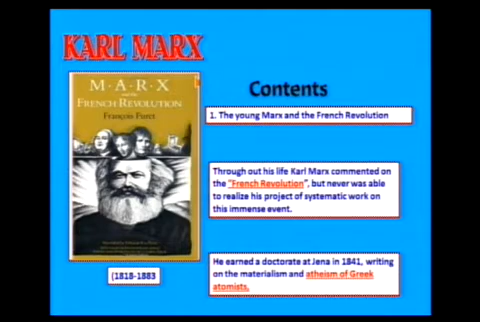 KARL MARX
M·A·R·X
and the
FRENCH REVOLUTION
François Furet
(1818-1883
Contents
1. The young Marx and the French Revolution
Through out his life Karl Marx commented on
the "French Revolution", but never was able
to realize his project of systematic work on
this immense event.
He earned a doctorate at Jena in 1841, writing
on the materialism and atheism of Greek
atomists.